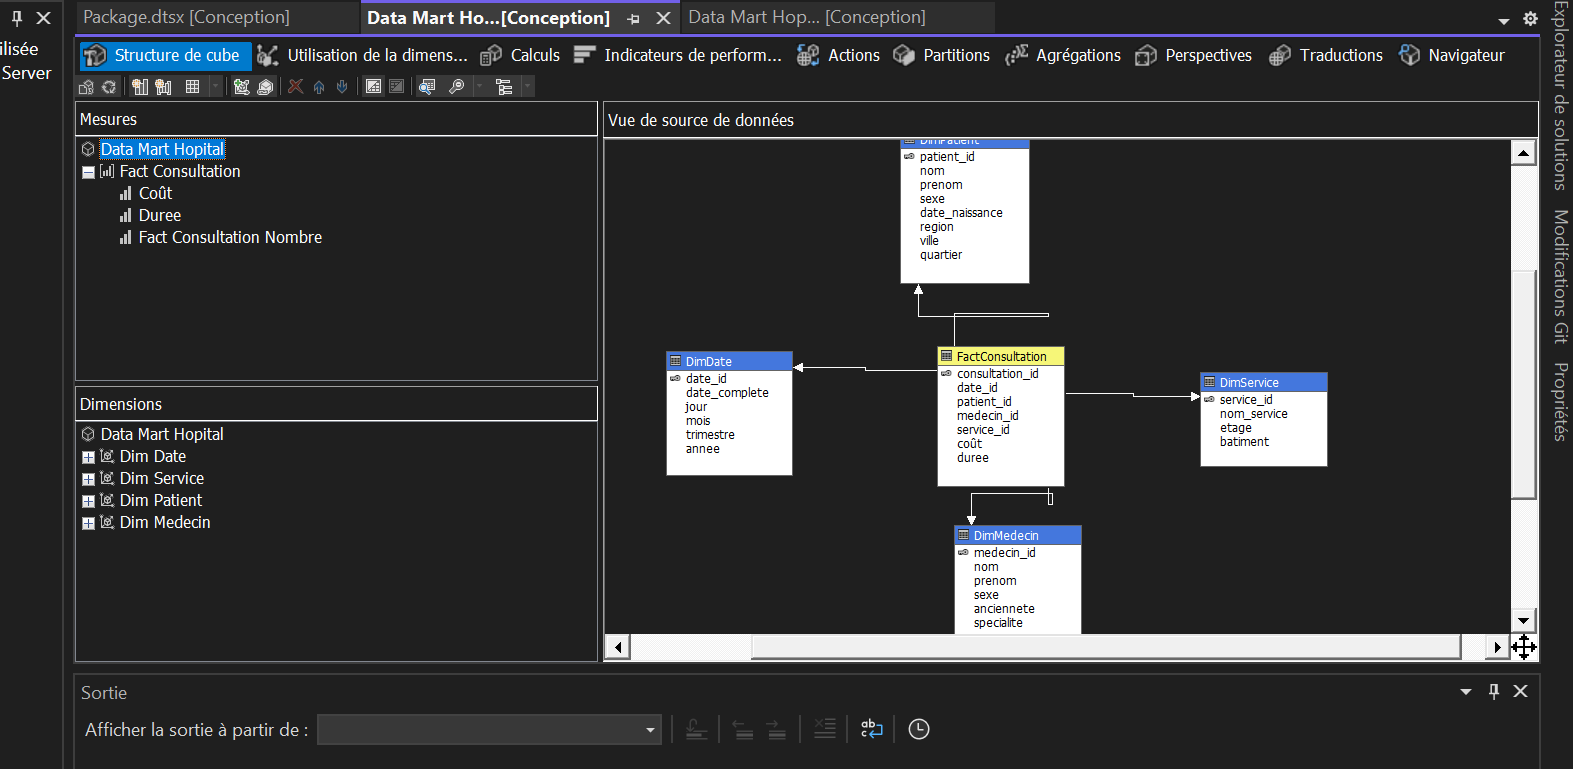 ilisée
Server
Package.dtsx [Conception]
Data Mart Ho...[Conception]
Data Mart Hop... [Conception]
Structure de cube
Utilisation de la dimens...
Calculs
Indicateurs de perform...
Actions
Partitions
Agrégations
Perspectives
Traductions
Navigateur
Mesures
Data Mart Hopital
Fact Consultation
Coût
Duree
Fact Consultation Nombre
Dimensions
Data Mart Hopital
Dim Date
Dim Service
Dim Patient
Dim Medecin
Vue de source de données
DimPatient
patient_id
nom
prenom
sexe
date_naissance
region
ville
quartier
DimDate
date_id
date_complete
jour
mois
trimestre
annee
FactConsultation
consultation_id
date_id
patient_id
medecin_id
service_id
coût
duree
DimService
service_id
nom_service
etage
batiment
DimMedecin
medecin_id
nom
prenom
sexe
anciennete
specialite
Sortie
Afficher la sortie à partir de :
Explorateur de solutions
Modifications Git
Propriétés